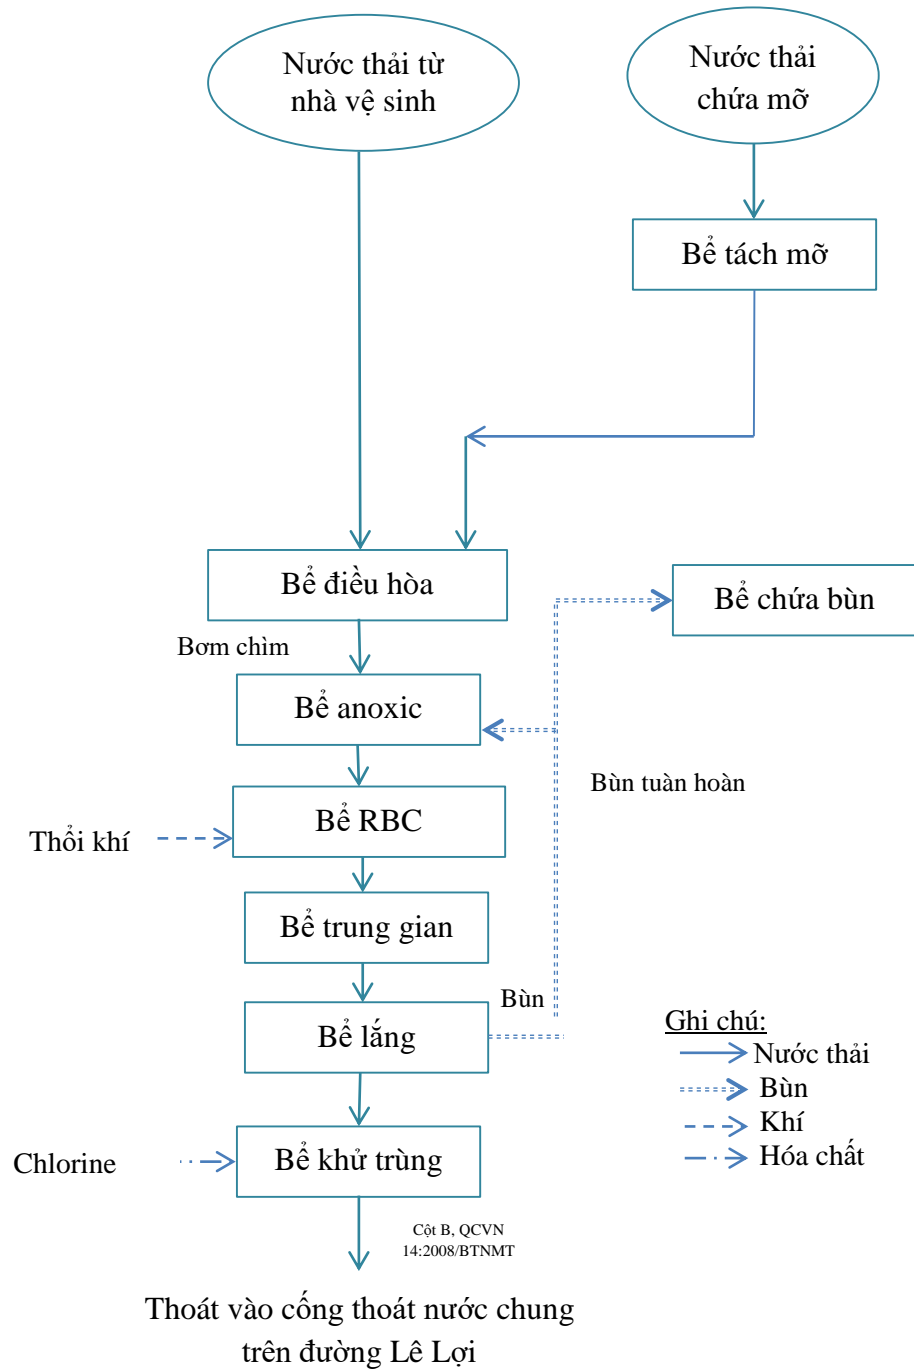 Nước thải từ
nhà vệ sinh
Nước thải
chứa mỡ
Bể tách mỡ
Bể điều hòa
Bể chứa bùn
Bơm chìm
Bể anoxic
Bùn tuàn hoàn
Bể RBC
Thổi khí
Bể trung gian
Bùn
Bể lắng
Ghi chú:
Nước thải
Bùn
Khí
Hóa chất
Chlorine
Bể khử trùng
Cột B, QCVN
14:2008/BTNMT
Thoát vào cống thoát nước chung
trên đường Lê Lợi